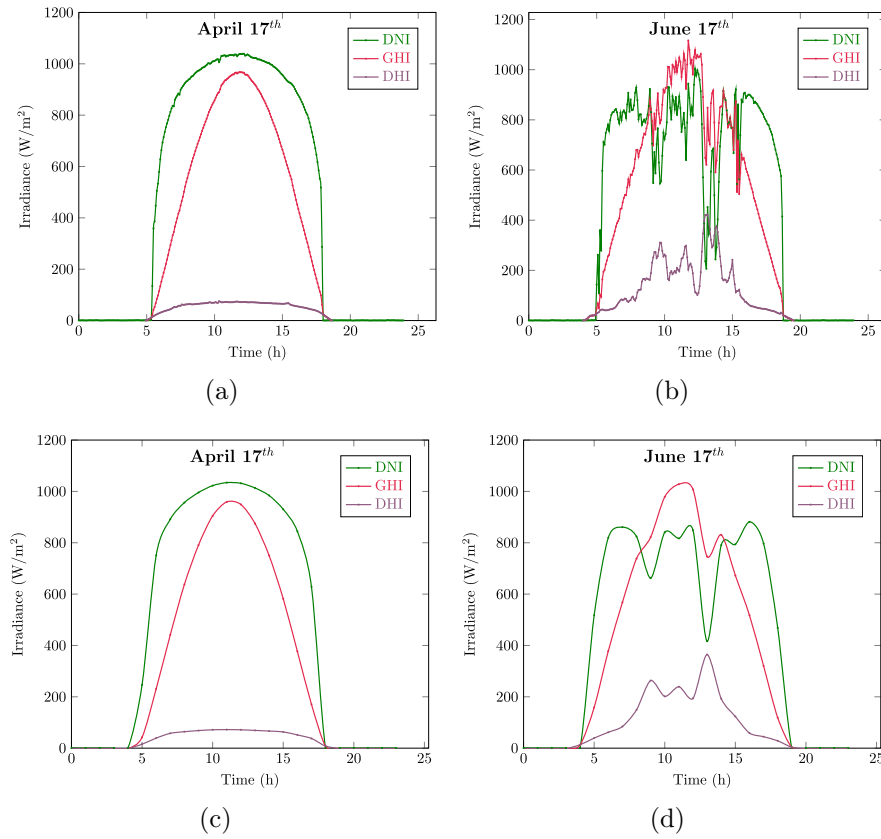 April 17th
DNI
GHI
DHI
Irradiance (W/m²)
0 200 400 600 800 1000 1200
0 5 10 15 20 25
Time (h)
(a)
June 17th
DNI
GHI
DHI
Irradiance (W/m²)
0 200 400 600 800 1000 1200
0 5 10 15 20 25
Time (h)
(b)
April 17th
DNI
GHI
DHI
Irradiance (W/m²)
0 200 400 600 800 1000 1200
0 5 10 15 20 25
Time (h)
(c)
June 17th
DNI
GHI
DHI
Irradiance (W/m²)
0 200 400 600 800 1000 1200
0 5 10 15 20 25
Time (h)
(d)